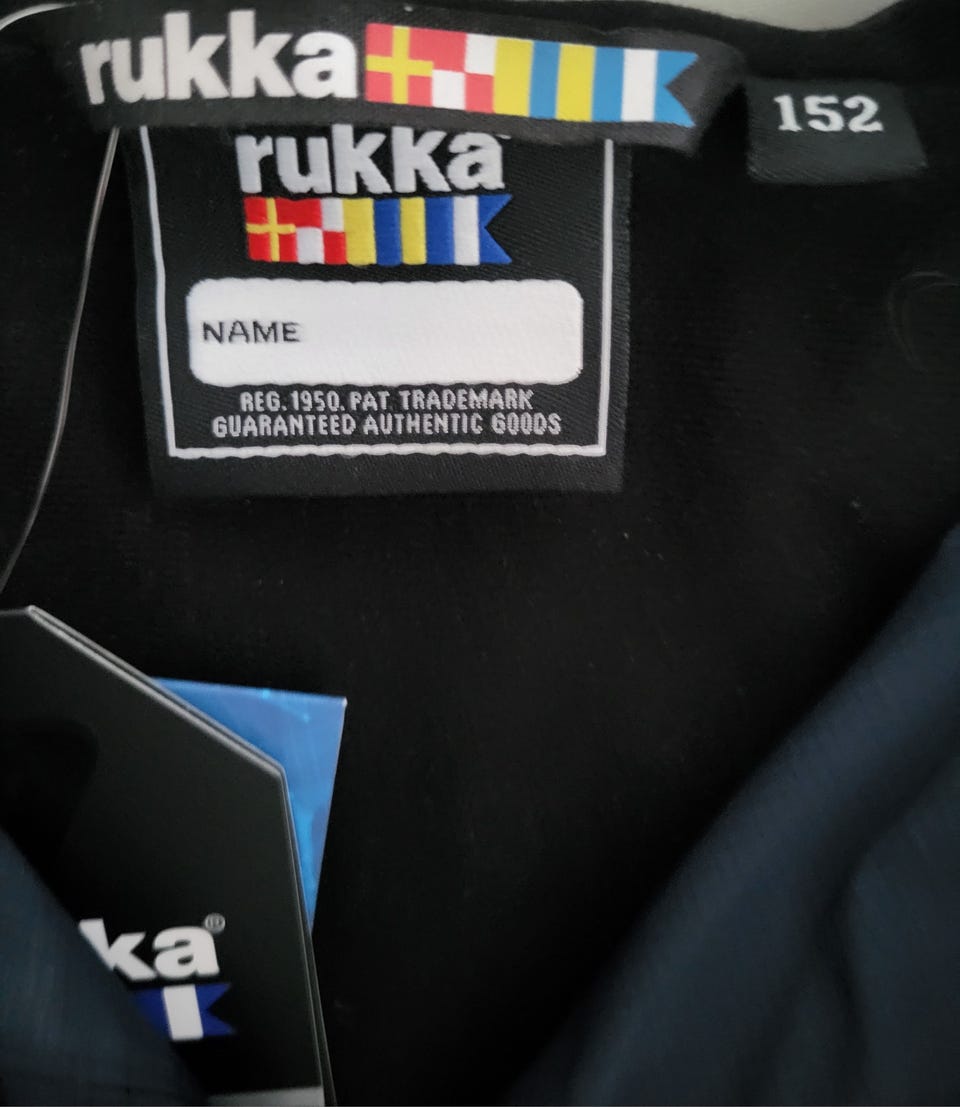 rukka
152
rukka
NAME
REG. 1950. PAT. TRADEMARK
GUARANTEED AUTHENTIC GOODS
ka®